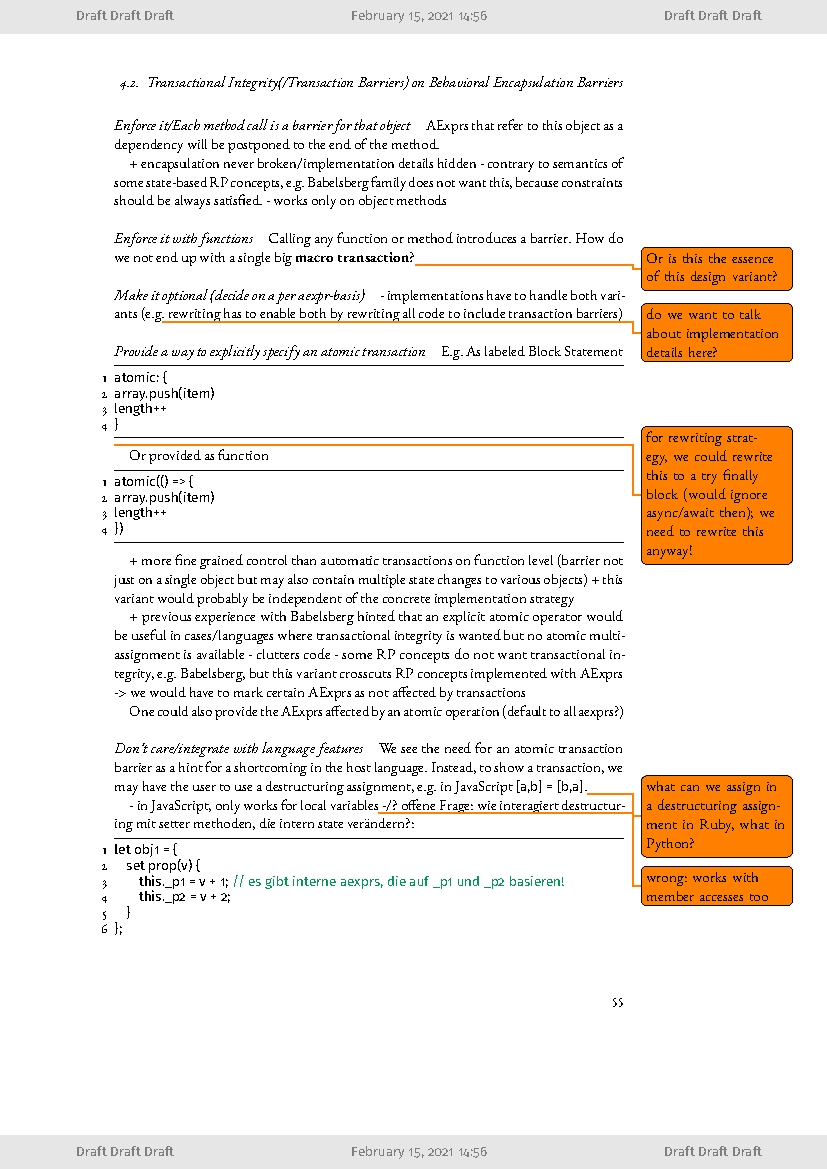 Draft Draft Draft February 15, 2021 14:56 Draft Draft Draft
4.2. Transactional Integrity(/Transaction Barriers) on Behavioral Encapsulation Barriers
Enforce it/Each method call is a barrier for that object AExprs that refer to this object as a
dependency will be postponed to the end of the method.
+ encapsulation never broken/implementation details hidden - contrary to semantics of
some state-based RP concepts, e.g. Babelsberg family does not want this, because constraints
should be always satisfied. - works only on object methods
Enforce it with functions Calling any function or method introduces a barrier. How do
we not end up with a single big macro transaction?
Or is this the essence
of this design variant?
Make it optional (decide on a per aexpr-basis) - implementations have to handle both vari-
ants (e.g. rewriting has to enable both by rewriting all code to include transaction barriers)
do we want to talk
about implementation
details here?
Provide a way to explicitly specify an atomic transaction E.g. As labeled Block Statement
1 atomic: {
2 array.push(item)
3 length++
4 }
for rewriting strat-
egy, we could rewrite
this to a try finally
block (would ignore
async/await then); we
need to rewrite this
anyway!
Or provided as function
1 atomic(() => {
2 array.push(item)
3 length++
4 })
+ more fine grained control than automatic transactions on function level (barrier not
just on a single object but may also contain multiple state changes to various objects) + this
variant would probably be independent of the concrete implementation strategy
+ previous experience with Babelsberg hinted that an explicit atomic operator would
be useful in cases/languages where transactional integrity is wanted but no atomic multi-
assignment is available - clutters code - some RP concepts do not want transactional in-
tegrity, e.g. Babelsberg, but this variant crosscuts RP concepts implemented with AExprs
-> we would have to mark certain AExprs as not affected by transactions
One could also provide the AExprs affected by an atomic operation (default to all aexprs?)
Don't care/integrate with language features We see the need for an atomic transaction
barrier as a hint for a shortcoming in the host language. Instead, to show a transaction, we
may have the user to use a destructuring assignment, e.g. in JavaScript [a,b] = [b,a].
what can we assign in
a destructuring assign-
ment in Ruby, what in
Python?
- in JavaScript, only works for local variables -/? offene Frage: wie interagiert destructur-
ing mit setter methoden, die intern state verändern?:
wrong: works with
member accesses too
1 let obj1 = {
2 set prop(v) {
3 this._p1 = v + 1; // es gibt interne aexprs, die auf _p1 und _p2 basieren!
4 this._p2 = v + 2;
5 }
6 };
55
Draft Draft Draft February 15, 2021 14:56 Draft Draft Draft